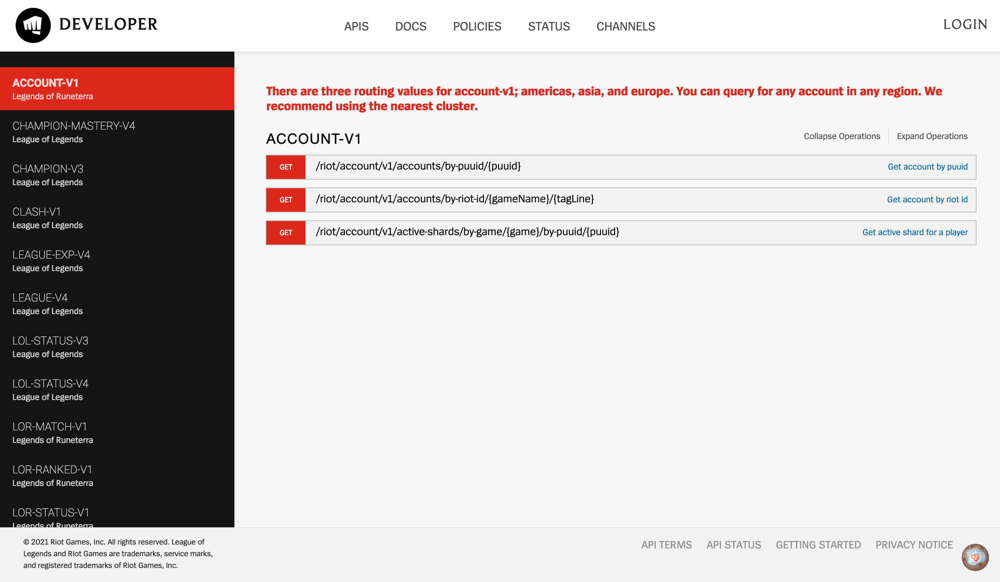 DEVELOPER
APIS
DOCS
POLICIES
STATUS
CHANNELS
LOGIN
ACCOUNT-V1
Legends of Runeterra
CHAMPION-MASTERY-V4
League of Legends
CHAMPION-V3
League of Legends
CLASH-V1
League of Legends
LEAGUE-EXP-V4
League of Legends
LEAGUE-V4
League of Legends
LOL-STATUS-V3
League of Legends
LOL-STATUS-V4
League of Legends
LOR-MATCH-V1
Legends of Runeterra
LOR-RANKED-V1
Legends of Runeterra
LOR-STATUS-V1
Legends of Runeterra
There are three routing values for account-v1; americas, asia, and europe. You can query for any account in any region. We
recommend using the nearest cluster.
ACCOUNT-V1
Collapse Operations
Expand Operations
GET /riot/account/v1/accounts/by-puuid/{puuid} Get account by puuid
GET /riot/account/v1/accounts/by-riot-id/{gameName}/{tagLine} Get account by riot id
GET /riot/account/v1/active-shards/by-game/{game}/by-puuid/{puuid} Get active shard for a player
© 2021 Riot Games, Inc. All rights reserved. League of
Legends and Riot Games are trademarks, service marks,
and registered trademarks of Riot Games, Inc.
API TERMS
API STATUS
GETTING STARTED
PRIVACY NOTICE